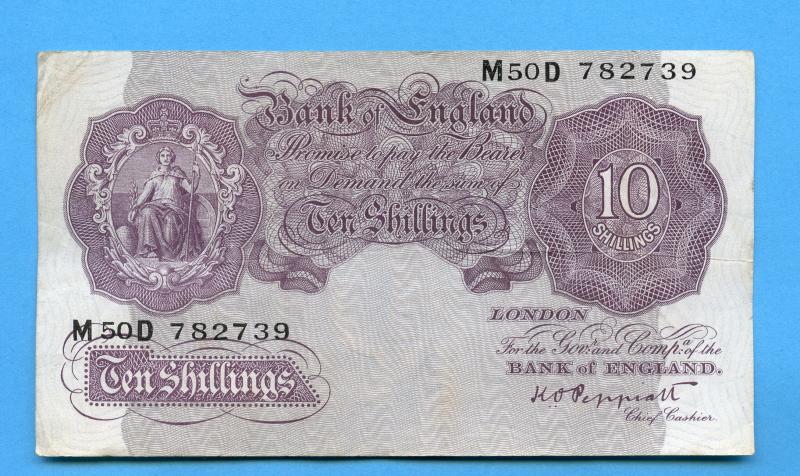 M50D 782739
Bank of England
Promise to pay the Bearer
on Demand the sum of
Ten Shillings
10
SHILLINGS
M50D 782739
Ten Shillings
LONDON
For the Govr. and Compa. of the
BANK of ENGLAND.
K O Peppiatt
Chief Cashier.